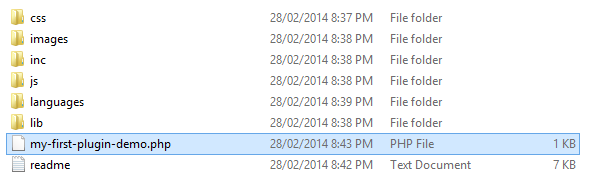 css 28/02/2014 8:37 PM File folder
images 28/02/2014 8:38 PM File folder
inc 28/02/2014 8:38 PM File folder
js 28/02/2014 8:38 PM File folder
languages 28/02/2014 8:39 PM File folder
lib 28/02/2014 8:38 PM File folder
my-first-plugin-demo.php 28/02/2014 8:43 PM PHP File 1 KB
readme 28/02/2014 8:42 PM Text Document 7 KB